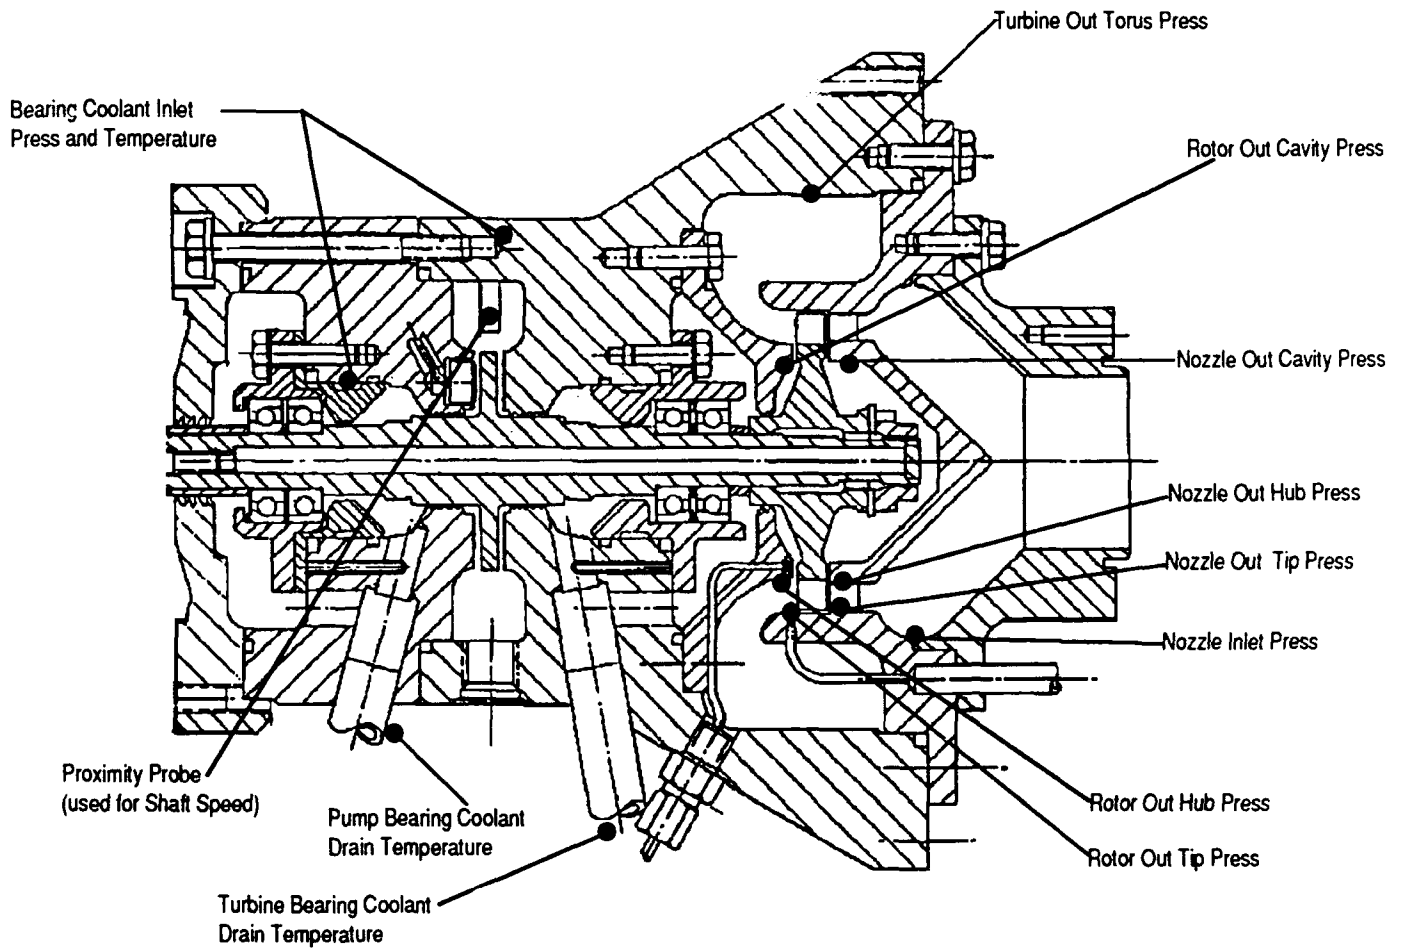 Turbine Out Torus Press
Bearing Coolant Inlet
Press and Temperature
Rotor Out Cavity Press
Nozzle Out Cavity Press
Nozzle Out Hub Press
Nozzle Out Tip Press
Nozzle Inlet Press
Proximity Probe
(used for Shaft Speed)
Pump Bearing Coolant
Drain Temperature
Rotor Out Hub Press
Rotor Out Tip Press
Turbine Bearing Coolant
Drain Temperature